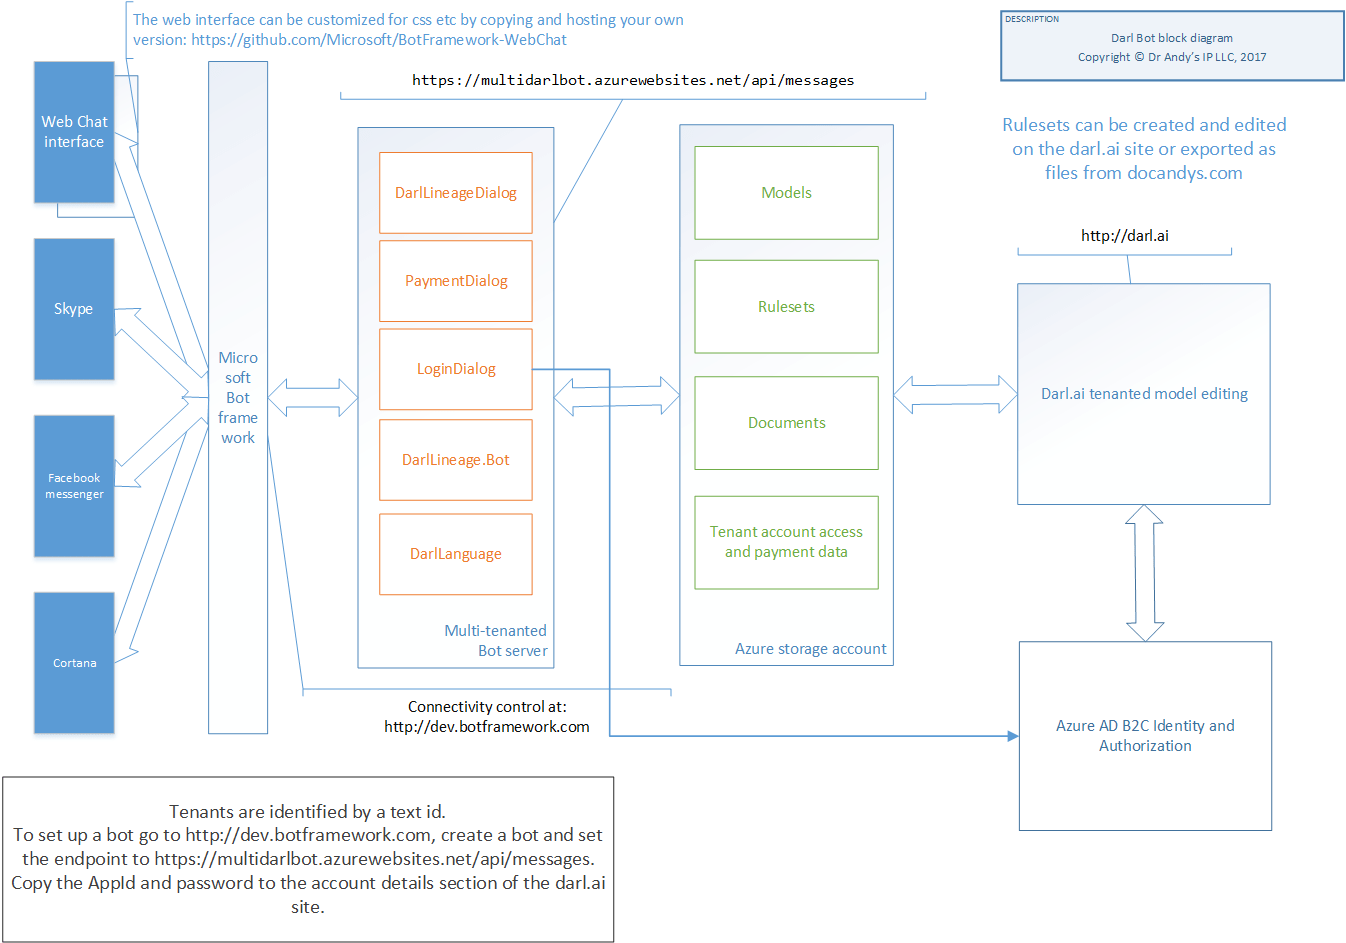 The web interface can be customized for css etc by copying and hosting your own
version: https://github.com/Microsoft/BotFramework-WebChat
DESCRIPTION
Darl Bot block diagram
Copyright © Dr Andy's IP LLC, 2017
https://multidarlbot.azurewebsites.net/api/messages
Rulesets can be created and edited
on the darl.ai site or exported as
files from docandys.com
http://darl.ai
Web Chat
interface
Skype
Facebook
messenger
Cortana
Micro
soft
Bot
frame
work
DarlLineageDialog
PaymentDialog
LoginDialog
DarlLineage.Bot
DarlLanguage
Multi-tenanted
Bot server
Models
Rulesets
Documents
Tenant account access
and payment data
Azure storage account
Darl.ai tenanted model editing
Azure AD B2C Identity and
Authorization
Connectivity control at:
http://dev.botframework.com
Tenants are identified by a text id.
To set up a bot go to http://dev.botframework.com, create a bot and set
the endpoint to https://multidarlbot.azurewebsites.net/api/messages.
Copy the AppId and password to the account details section of the darl.ai
site.